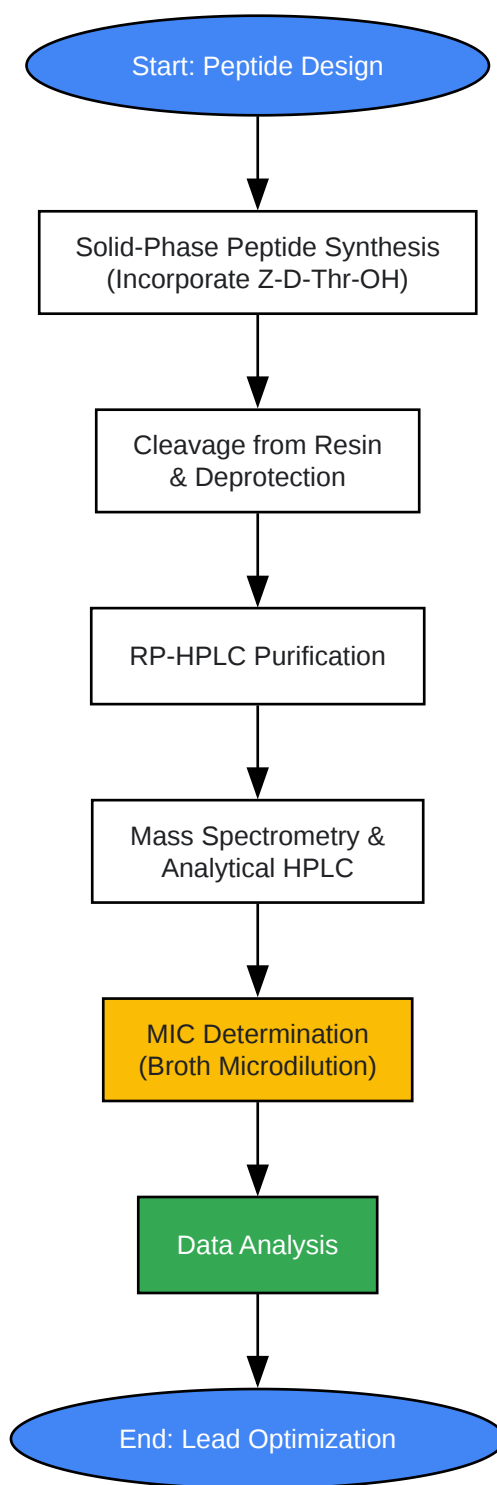 Start: Peptide Design
Solid-Phase Peptide Synthesis
(Incorporate Z-D-Thr-OH)
Cleavage from Resin
& Deprotection
RP-HPLC Purification
Mass Spectrometry &
Analytical HPLC
MIC Determination
(Broth Microdilution)
Data Analysis
End: Lead Optimization